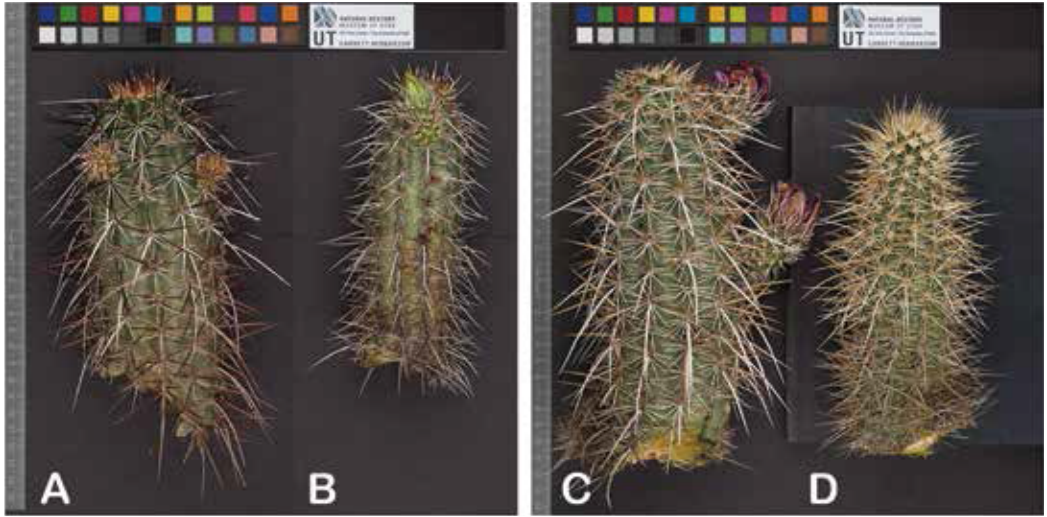 NATURAL HISTORY
MUSEUM OF UTAH
UT
GARRETT HERBARIUM
NATURAL HISTORY
MUSEUM OF UTAH
UT
GARRETT HERBARIUM
A
B
C
D